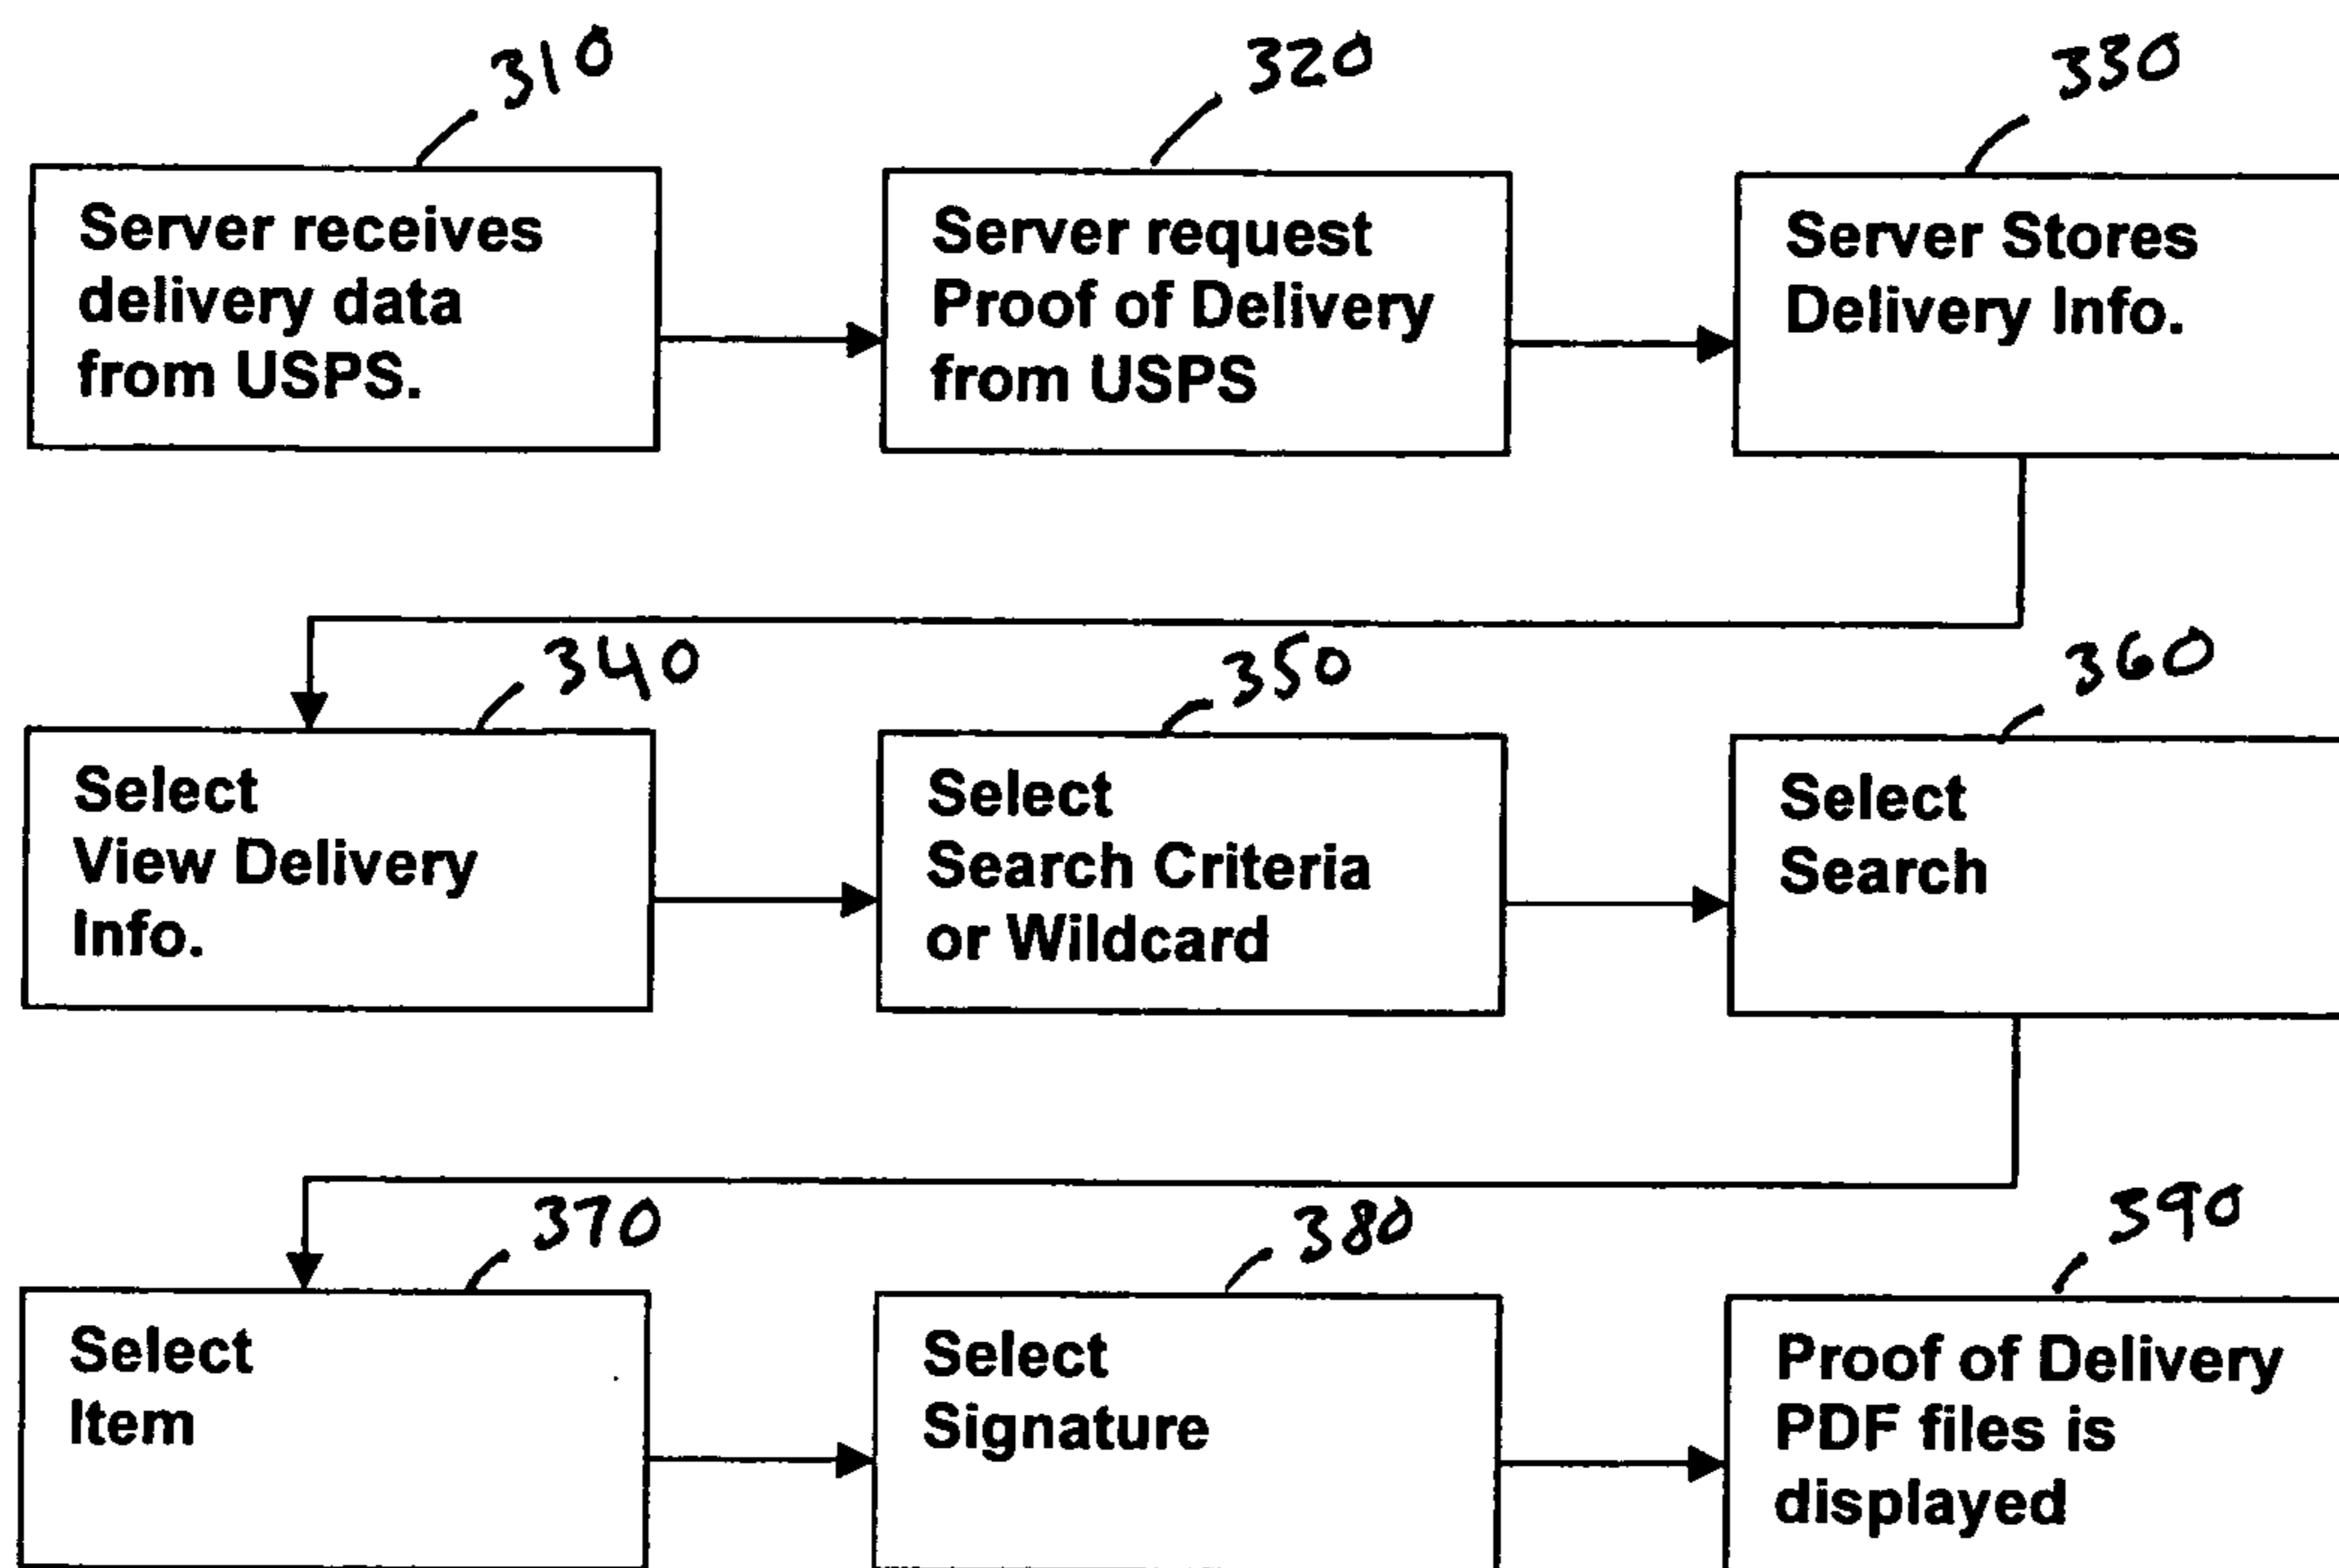 310
320
330
Server receives
delivery data
from USPS.
Server request
Proof of Delivery
from USPS
Server Stores
Delivery Info.
340
350
360
Select
View Delivery
Info.
Select
Search Criteria
or Wildcard
Select
Search
370
380
390
Select
Item
Select
Signature
Proof of Delivery
PDF files is
displayed